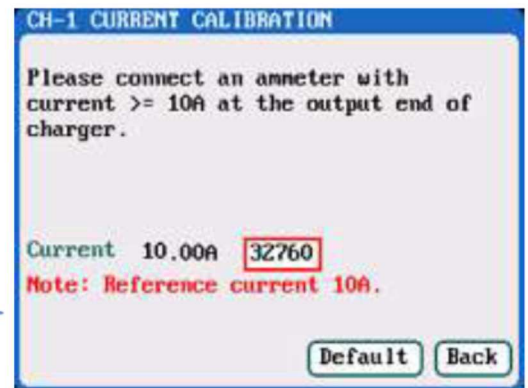 CH-1 CURRENT CALIBRATION
Please connect an ammeter with
current >= 10A at the output end of
charger.
Current 10.00A 32760
Note: Reference current 10A.
Default Back